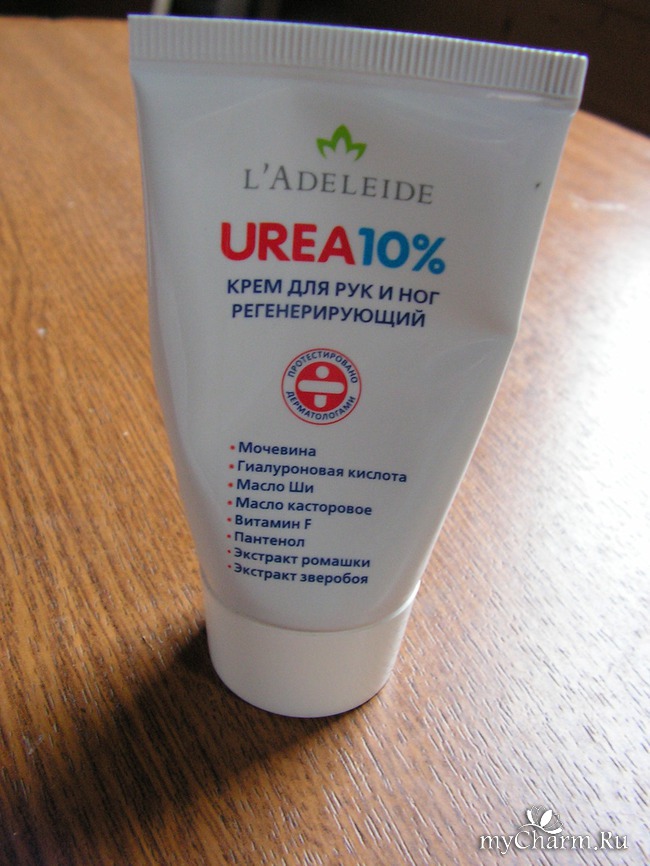 L'ADELEIDE
UREA10%
КРЕМ ДЛЯ РУК И НОГ
РЕГЕНЕРИРУЮЩИЙ
ПРОТЕСТИРОВАНО
ДЕРМАТОЛОГАМИ
• Мочевина
• Гиалуроновая кислота
• Масло Ши
• Масло касторовое
• Витамин F
• Пантенол
• Экстракт ромашки
• Экстракт зверобоя
myCharm.Ru